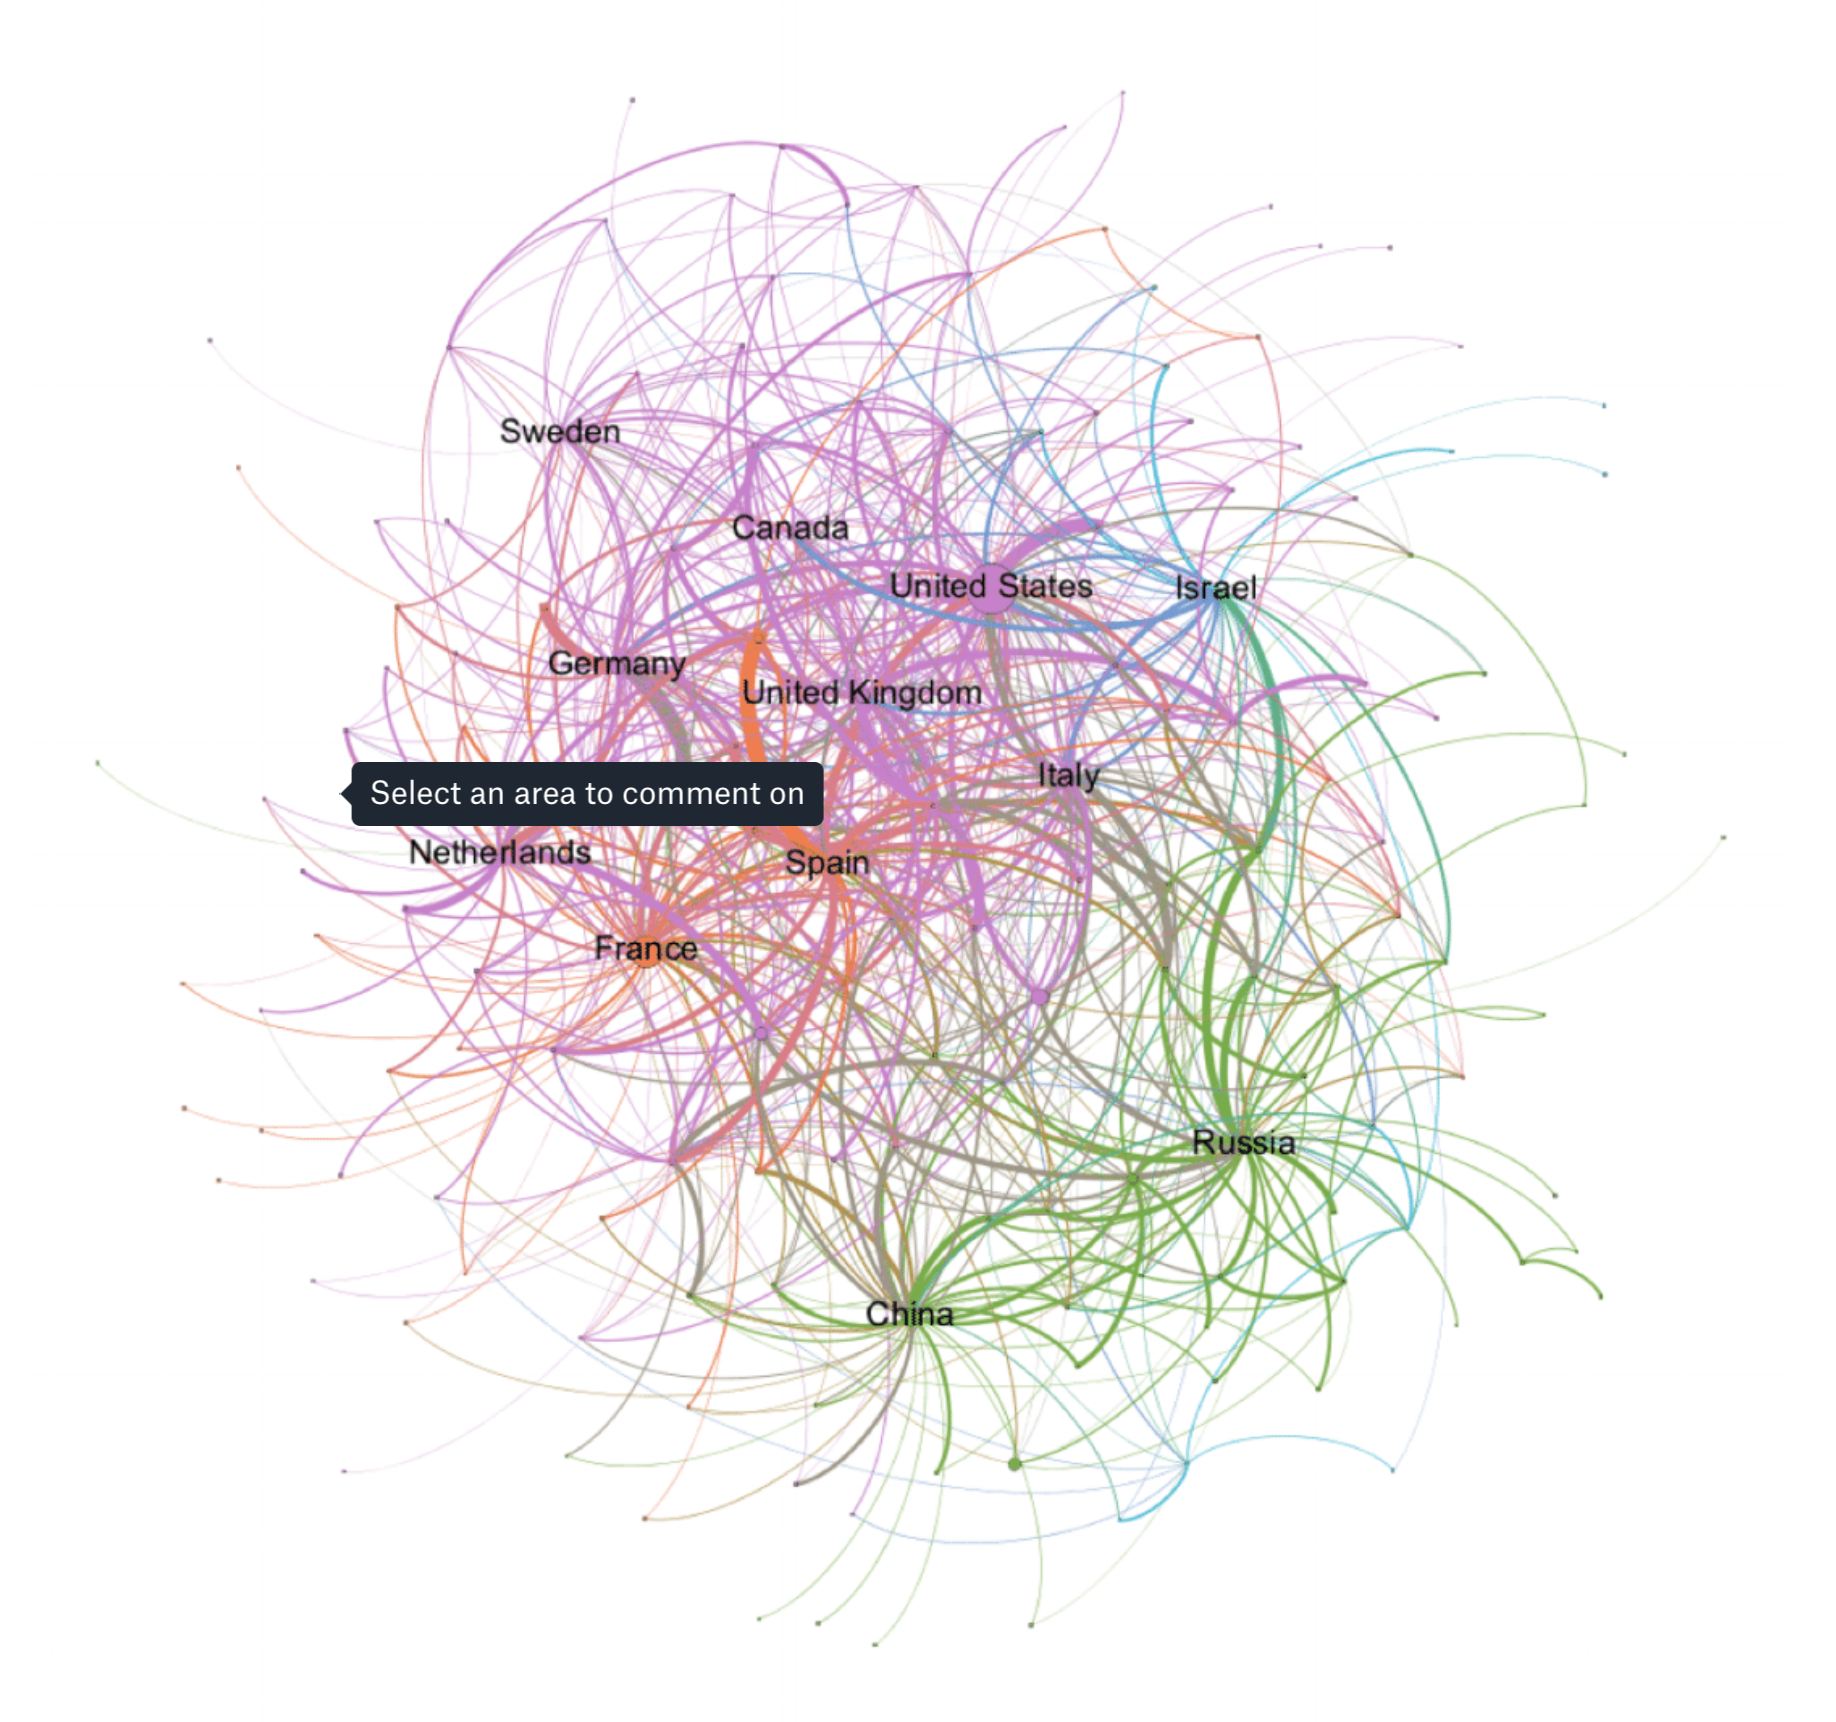 Sweden
Canada
United States
Israel
Germany
United Kingdom
Italy
Select an area to comment on
Netherlands
Spain
France
Russia
China